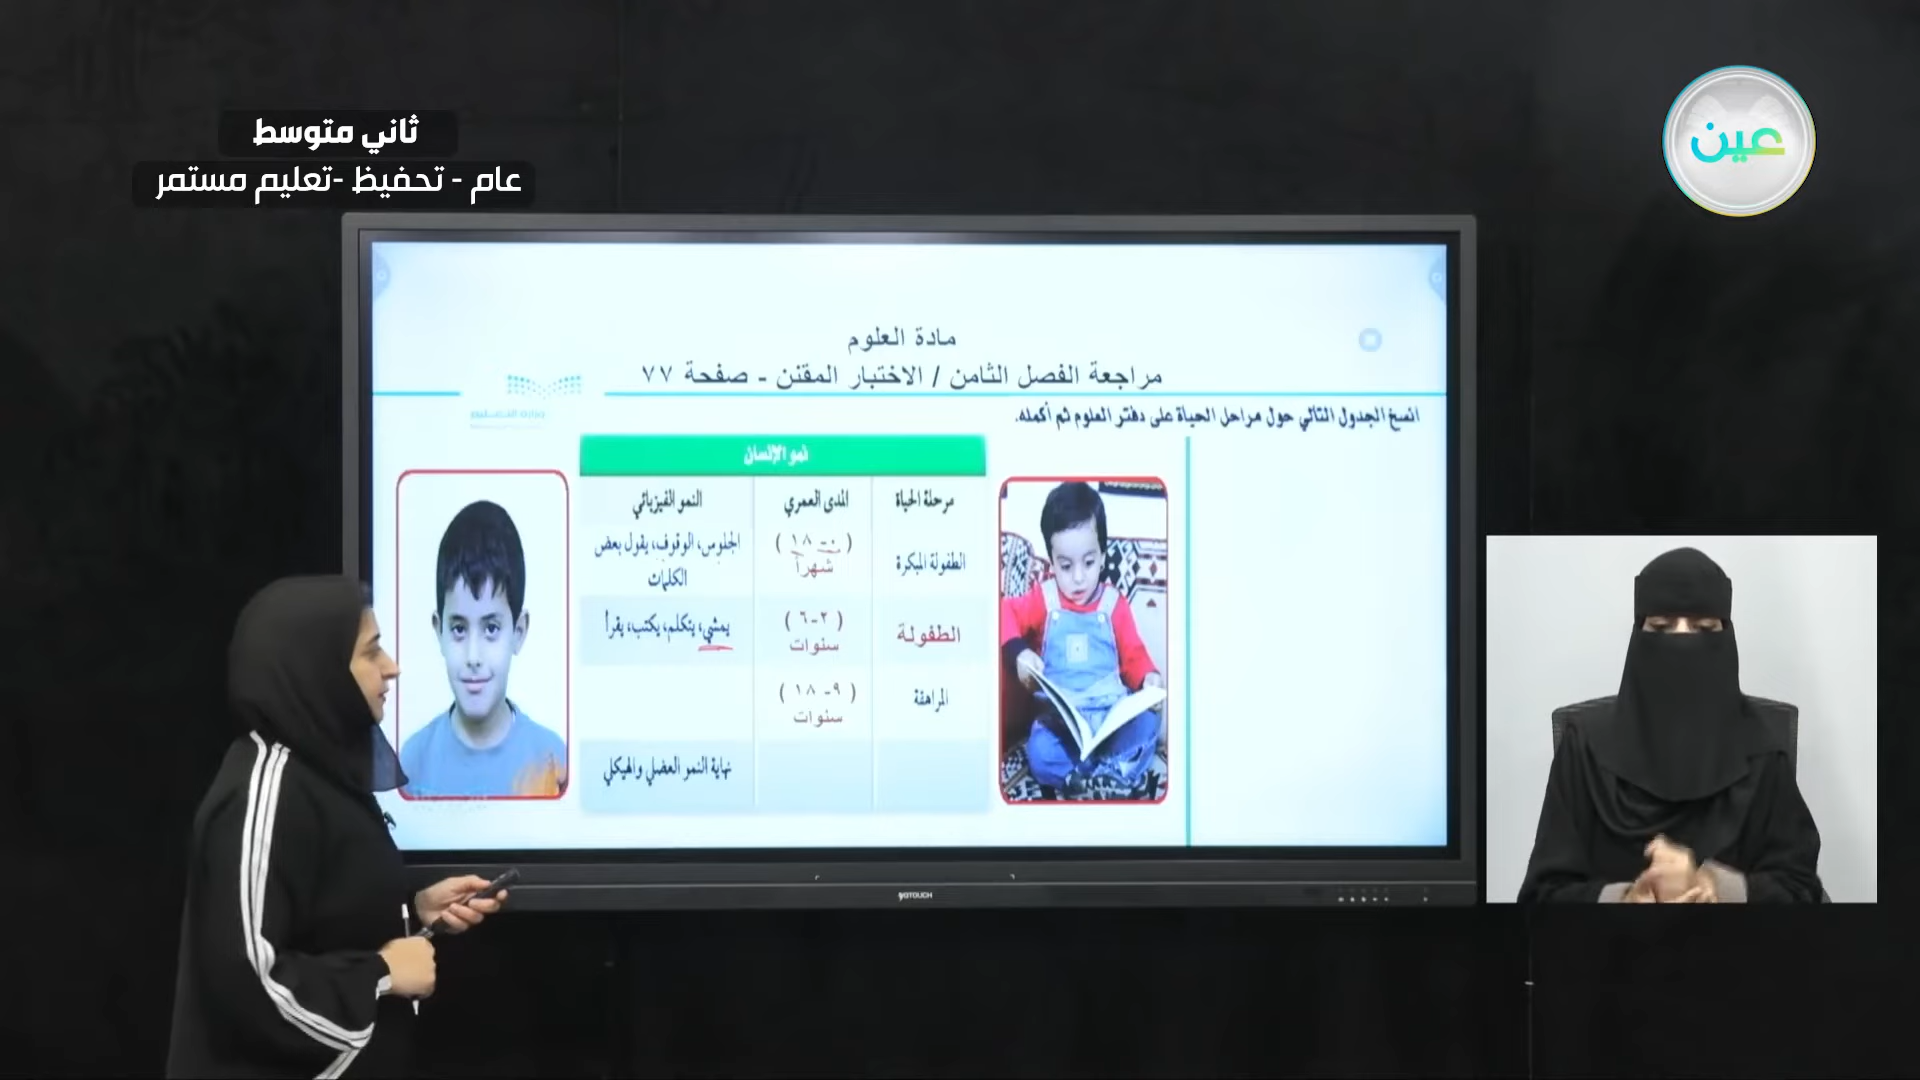 ثاني متوسط
عام - تحفيظ -تعليم مستمر
عين
مادة العلوم
مراجعة الفصل الثامن / الاختبار المقنن - صفحة ٧٧
وزارة التعليم
انسخ الجدول التالي حول مراحل الحياة على دفتر العلوم ثم أكمله.
نمو الإنسان
مرحلة الحياة المدى العمري النمو الفيزيائي
الطفولة المبكرة (٠- ١٨) شهراً الجلوس، الوقوف، يقول بعض الكلمات
الطفولة (٢-٦) سنوات يمشي، يتكلم، يكتب، يقرأ
المراهقة (٩- ١٨) سنوات
نهاية النمو العضلي والهيكلي